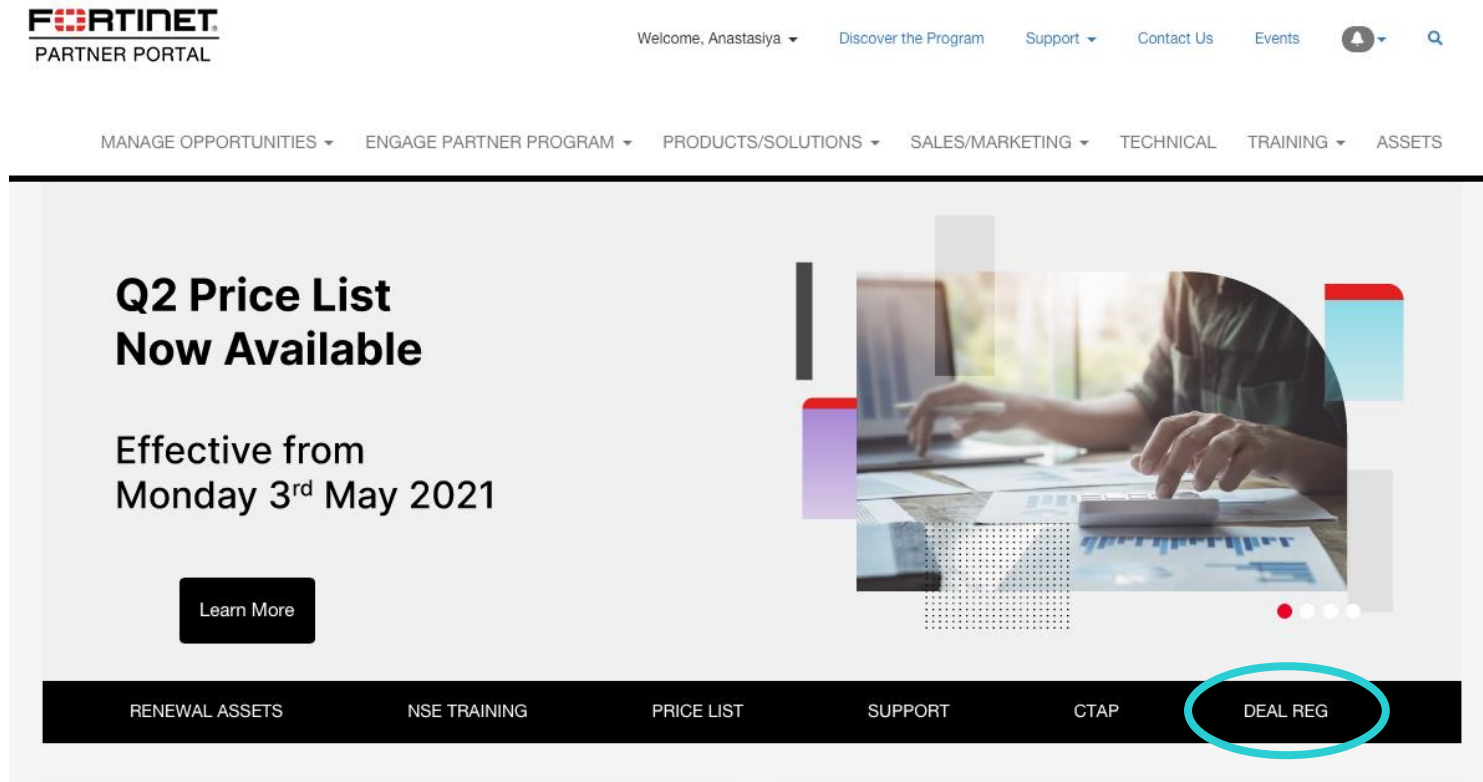 FORTINET
PARTNER PORTAL
Welcome, Anastasiya Discover the Program Support Contact Us Events
MANAGE OPPORTUNITIES ENGAGE PARTNER PROGRAM PRODUCTS/SOLUTIONS SALES/MARKETING TECHNICAL TRAINING ASSETS
Q2 Price List
Now Available
Effective from
Monday 3rd May 2021
Learn More
RENEWAL ASSETS NSE TRAINING PRICE LIST SUPPORT CTAP DEAL REG